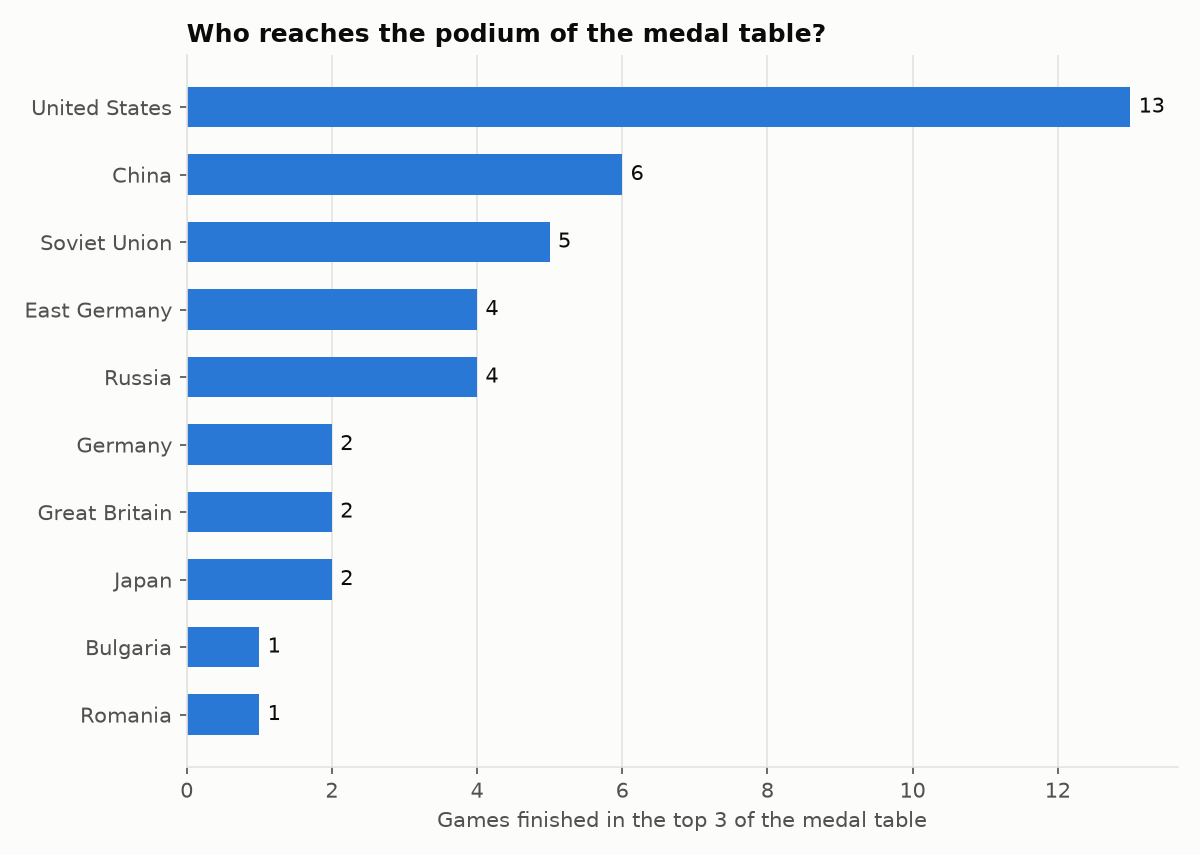 Who reaches the podium of the medal table?
United States 13
China 6
Soviet Union 5
East Germany 4
Russia 4
Germany 2
Great Britain 2
Japan 2
Bulgaria 1
Romania 1
0 2 4 6 8 10 12
Games finished in the top 3 of the medal table